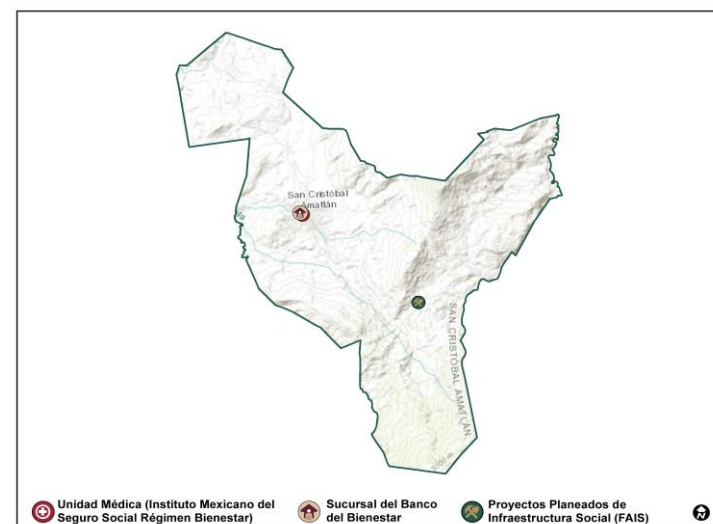 San Cristóbal
Amatlán
SAN CRISTÓBAL AMATLÁN
Unidad Médica (Instituto Mexicano del
Seguro Social Régimen Bienestar)
Sucursal del Banco
del Bienestar
Proyectos Planeados de
Infraestructura Social (FAIS)
N